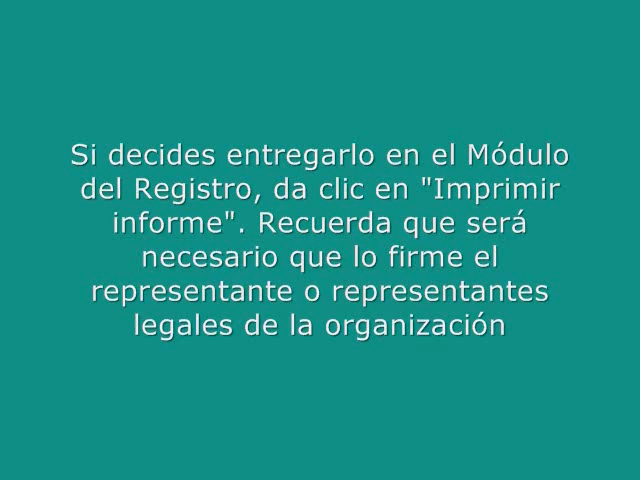 Si decides entregarlo en el Módulo
del Registro, da clic en "Imprimir
informe". Recuerda que será
necesario que lo firme el
representante o representantes
legales de la organización